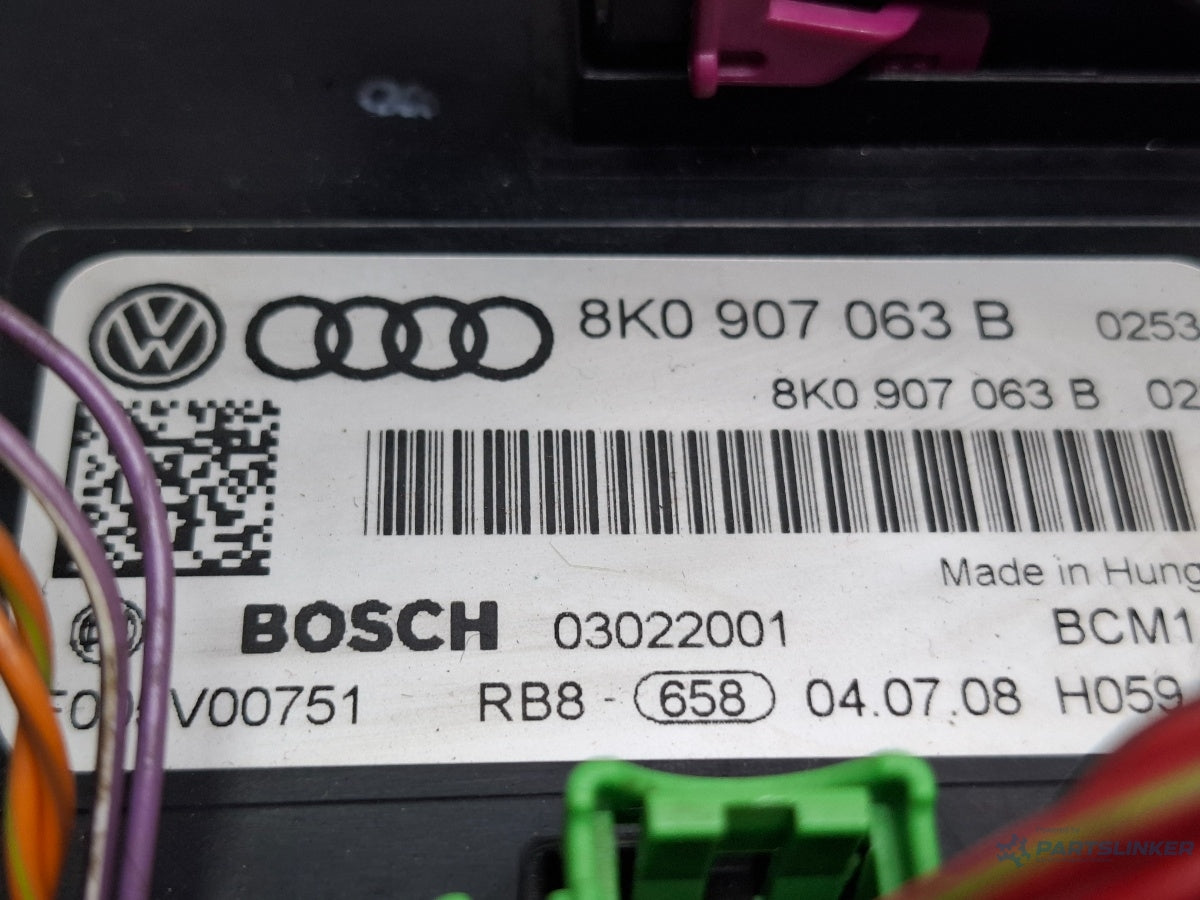 8K0 907 063 B 0253
8K0 907 063 B 02
Made in Hung
BOSCH 03022001 BCM1
V00751 RB8 - 658 04.07.08 H059
PARTSLINKER